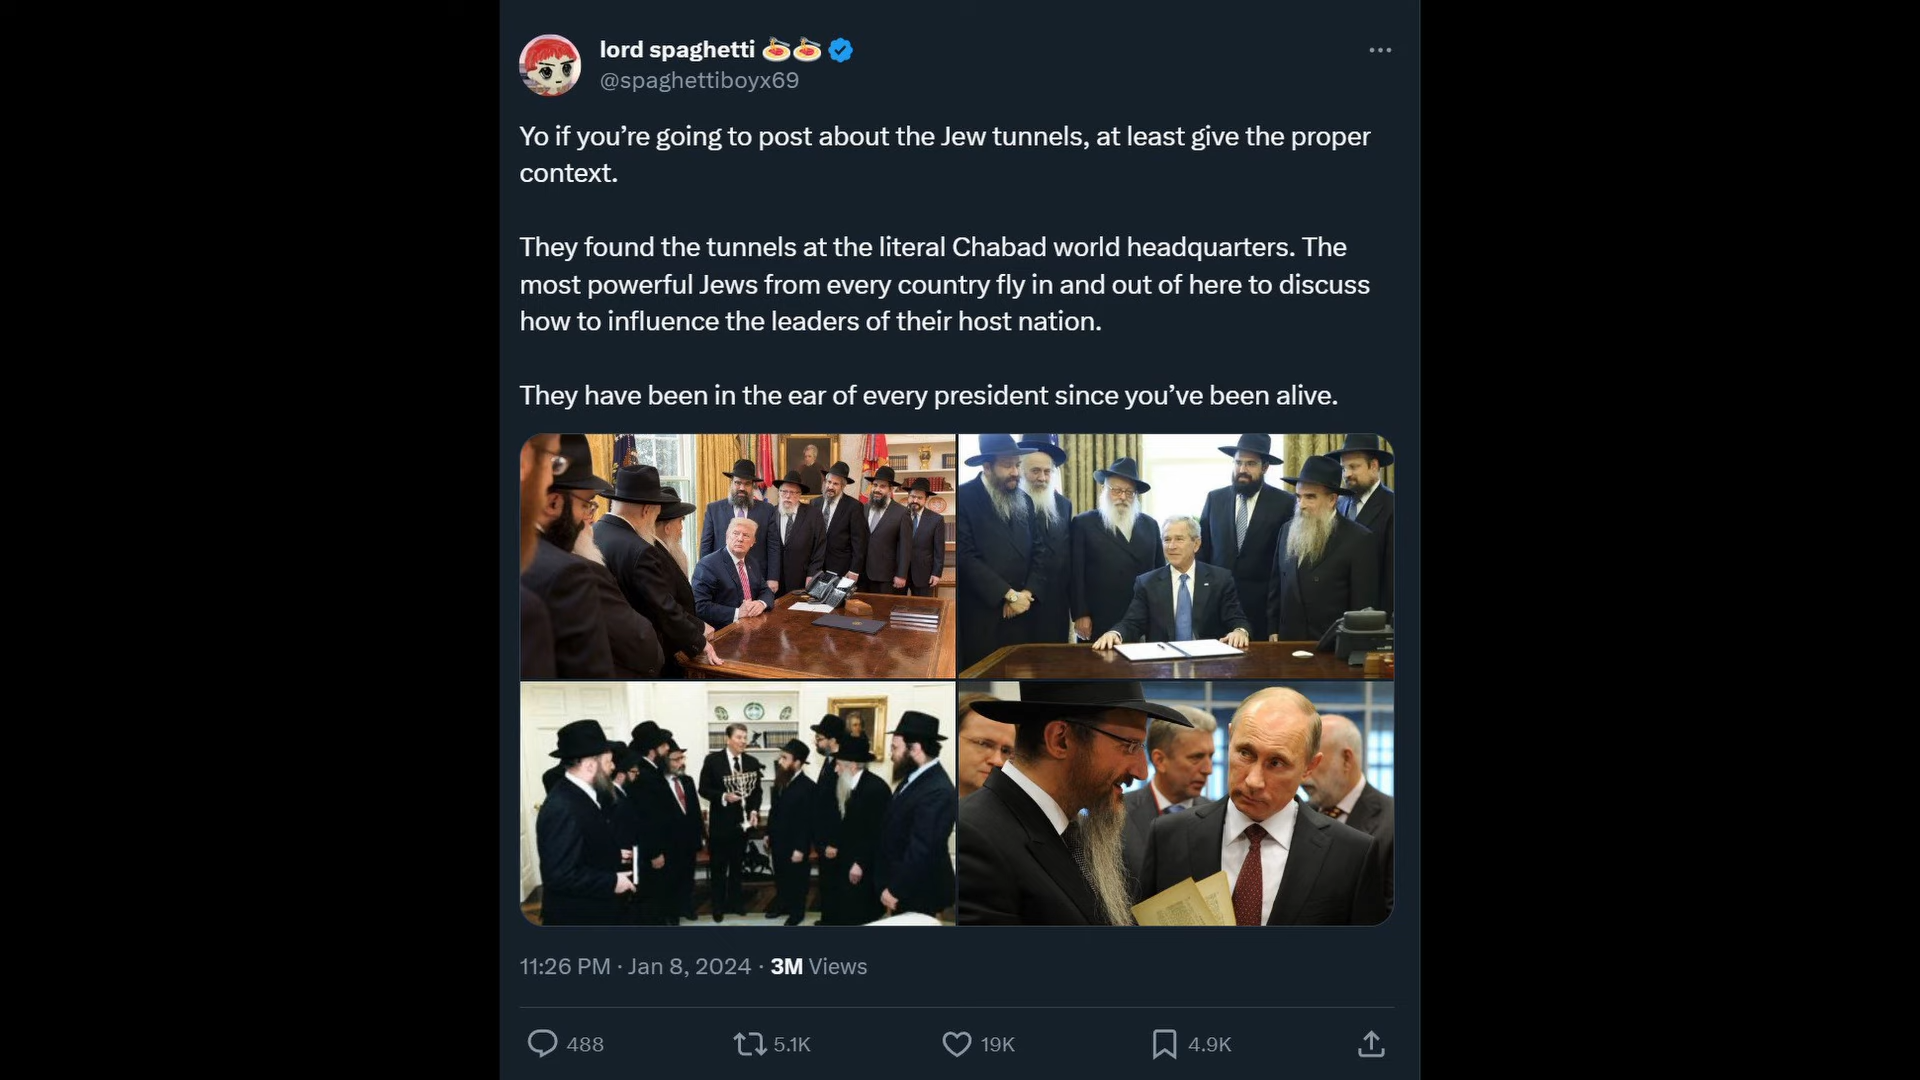 lord spaghetti 🍝🍝
@spaghettiboyx69
Yo if you’re going to post about the Jew tunnels, at least give the proper
context.
They found the tunnels at the literal Chabad world headquarters. The
most powerful Jews from every country fly in and out of here to discuss
how to influence the leaders of their host nation.
They have been in the ear of every president since you’ve been alive.
11:26 PM · Jan 8, 2024 · 3M Views
488 5.1K 19K 4.9K